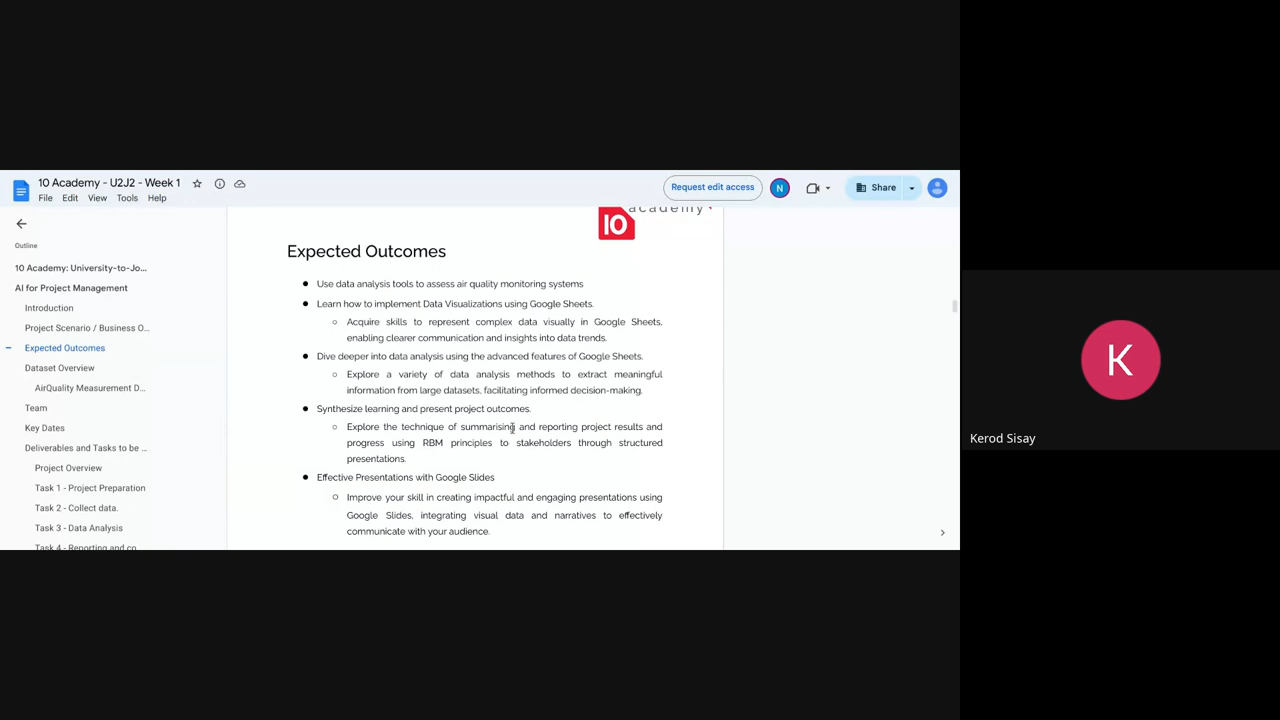 10 Academy - U2J2 - Week 1
File Edit View Tools Help
Request edit access
N
Share
Outline
10 Academy: University-to-Jo...
AI for Project Management
Introduction
Project Scenario / Business O...
Expected Outcomes
Dataset Overview
AirQuality Measurement D...
Team
Key Dates
Deliverables and Tasks to be ...
Project Overview
Task 1 - Project Preparation
Task 2 - Collect data.
Task 3 - Data Analysis
Task 4 - Reporting and co...
10 academy
Expected Outcomes
● Use data analysis tools to assess air quality monitoring systems
● Learn how to implement Data Visualizations using Google Sheets.
○ Acquire skills to represent complex data visually in Google Sheets,
enabling clearer communication and insights into data trends.
● Dive deeper into data analysis using the advanced features of Google Sheets.
○ Explore a variety of data analysis methods to extract meaningful
information from large datasets, facilitating informed decision-making.
● Synthesize learning and present project outcomes.
○ Explore the technique of summarising and reporting project results and
progress using RBM principles to stakeholders through structured
presentations.
● Effective Presentations with Google Slides
○ Improve your skill in creating impactful and engaging presentations using
Google Slides, integrating visual data and narratives to effectively
communicate with your audience.
K
Kerod Sisay